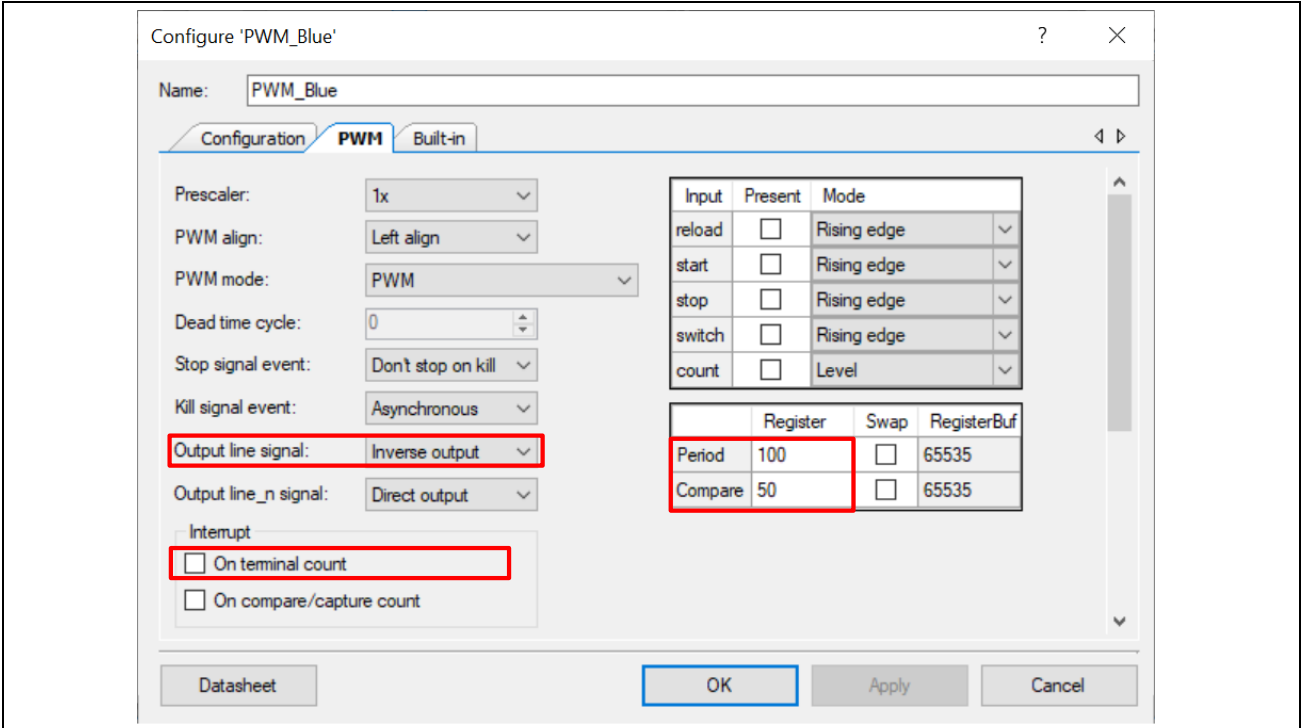 Configure 'PWM_Blue'
?
Name: PWM_Blue
Configuration PWM Built-in
Prescaler: 1x
PWM align: Left align
PWM mode: PWM
Dead time cycle: 0
Stop signal event: Don't stop on kill
Kill signal event: Asynchronous
Output line signal: Inverse output
Output line_n signal: Direct output
Interrupt
On terminal count
On compare/capture count
Input Present Mode
reload Rising edge
start Rising edge
stop Rising edge
switch Rising edge
count Level
Register Swap RegisterBuf
Period 100 65535
Compare 50 65535
Datasheet OK Apply Cancel